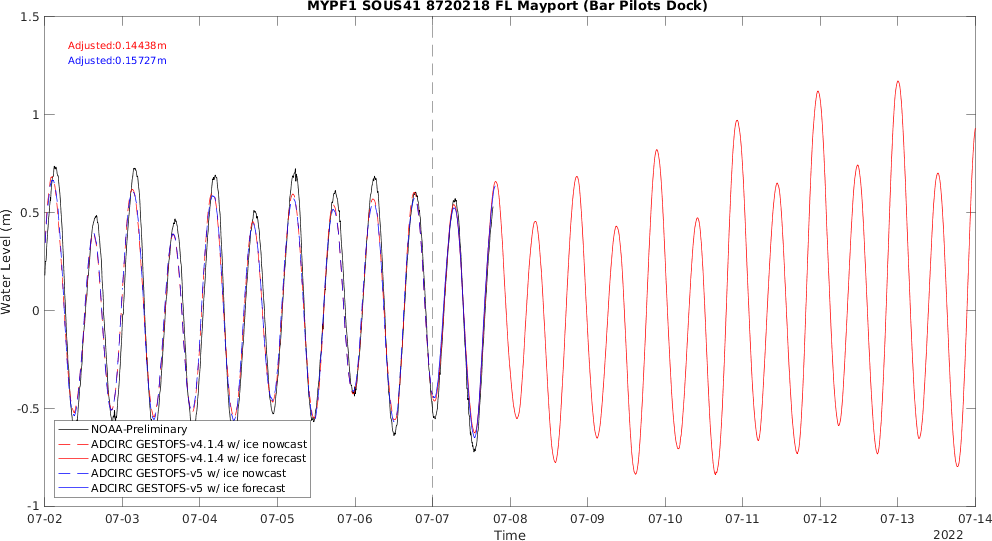 MYPF1 SOUS41 8720218 FL Mayport (Bar Pilots Dock)
1.5
Adjusted:0.14438m
Adjusted:0.15727m
1
0.5
Water Level (m)
0
-0.5
NOAA-Preliminary
ADCIRC GESTOFS-v4.1.4 w/ ice nowcast
ADCIRC GESTOFS-v4.1.4 w/ ice forecast
ADCIRC GESTOFS-v5 w/ ice nowcast
ADCIRC GESTOFS-v5 w/ ice forecast
-1
07-02 07-03 07-04 07-05 07-06 07-07 07-08 07-09 07-10 07-11 07-12 07-13 07-14
Time
2022